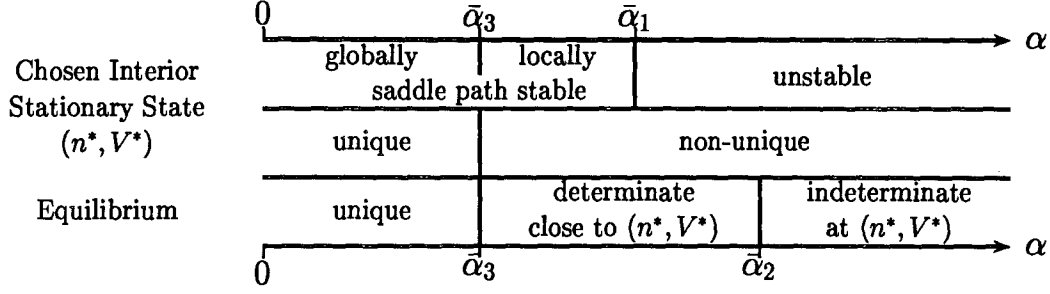 0 ᾱ₃ ᾱ₁
globally locally
α
Chosen Interior
saddle path stable unstable
Stationary State
(n*, V*)
unique non-unique
Equilibrium
unique
determinate indeterminate
close to (n*, V*) at (n*, V*)
α
0 ᾱ₃ ᾱ₂